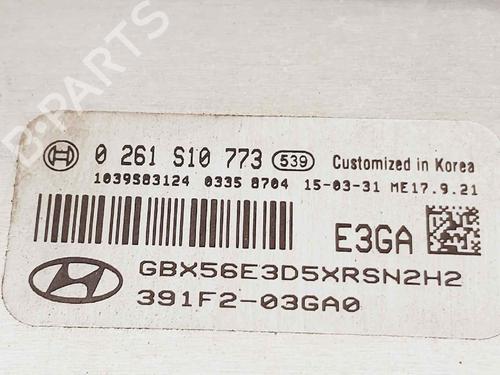 B-PARTS
0 261 S10 773 539 Customized in Korea
1039S83124 0335 8704 15-03-31 ME17.9.21
E3GA
GBX56E3D5XRSN2H2
391F2-03GA0